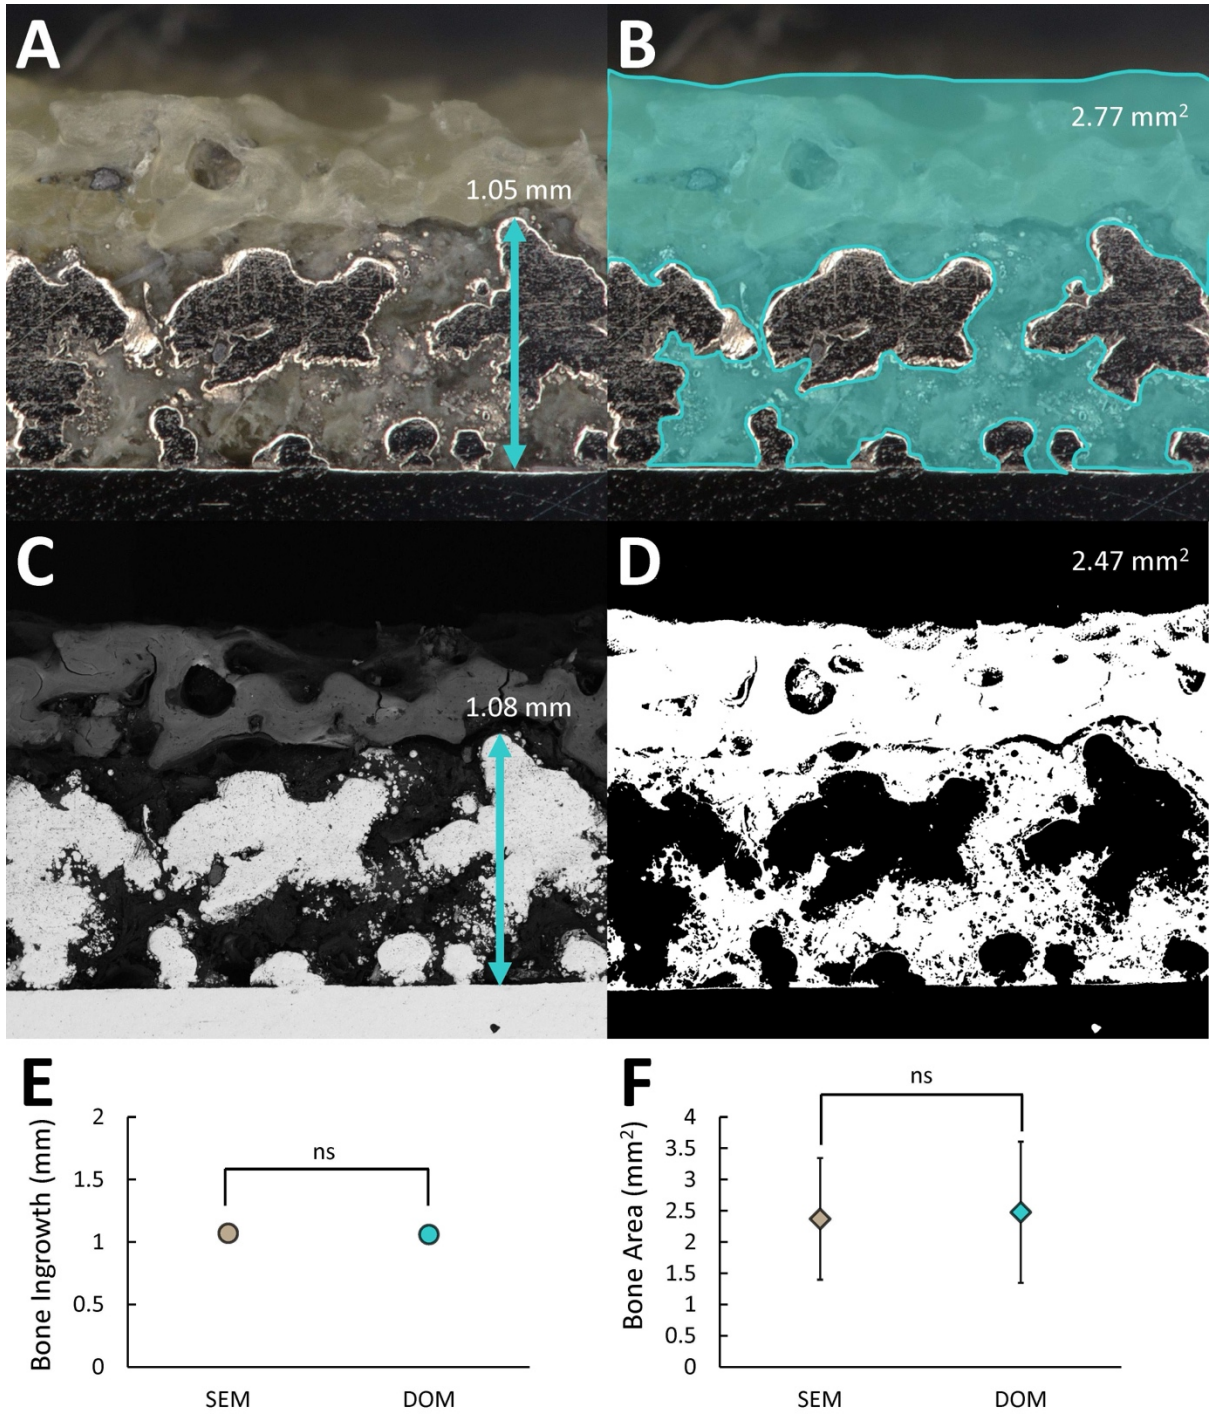 A
B
1.05 mm
2.77 mm²
C
D
1.08 mm
2.47 mm²
E
Bone Ingrowth (mm)
2
1.5
1
0.5
0
ns
SEM
DOM
F
Bone Area (mm²)
4
3.5
3
2.5
2
1.5
1
0.5
0
ns
SEM
DOM